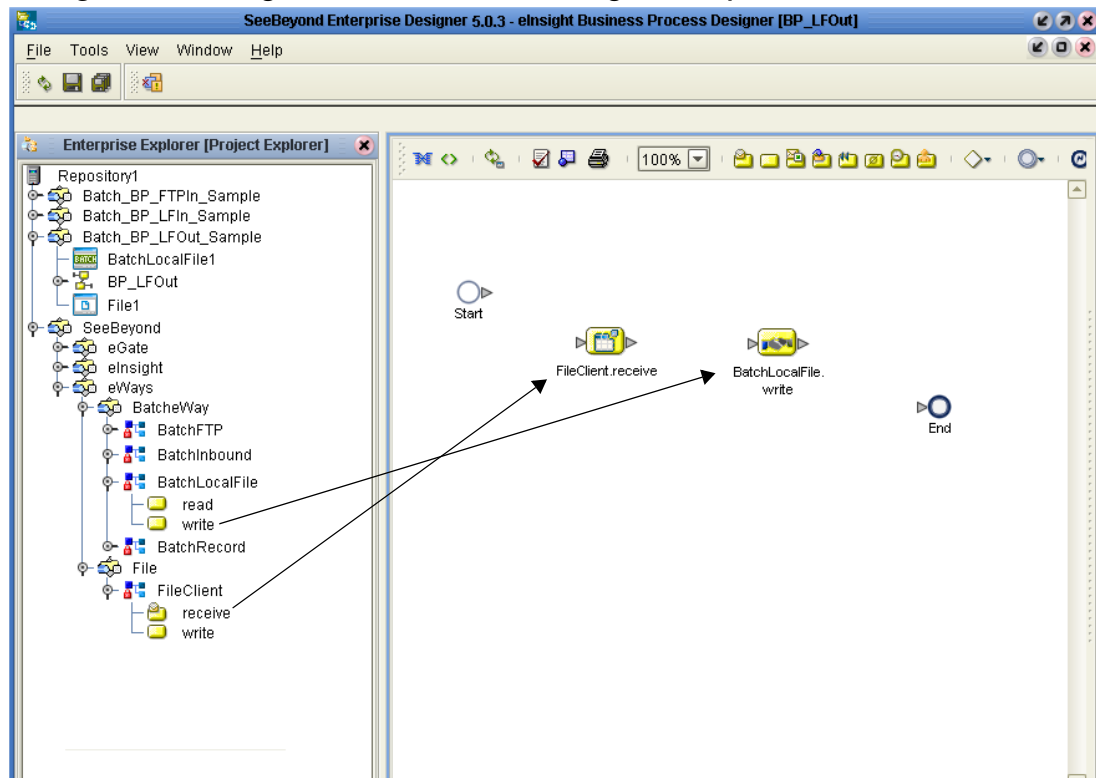 SeeBeyond Enterprise Designer 5.0.3 - eInsight Business Process Designer [BP_LFOut]
File Tools View Window Help
Enterprise Explorer [Project Explorer]
100%
Repository1
Batch_BP_FTPIn_Sample
Batch_BP_LFIn_Sample
Batch_BP_LFOut_Sample
BATCH BatchLocalFile1
BP_LFOut
File1
SeeBeyond
eGate
eInsight
eWays
BatcheWay
BatchFTP
BatchInbound
BatchLocalFile
read
write
BatchRecord
File
FileClient
receive
write
Start
FileClient.receive
BatchLocalFile.
write
End